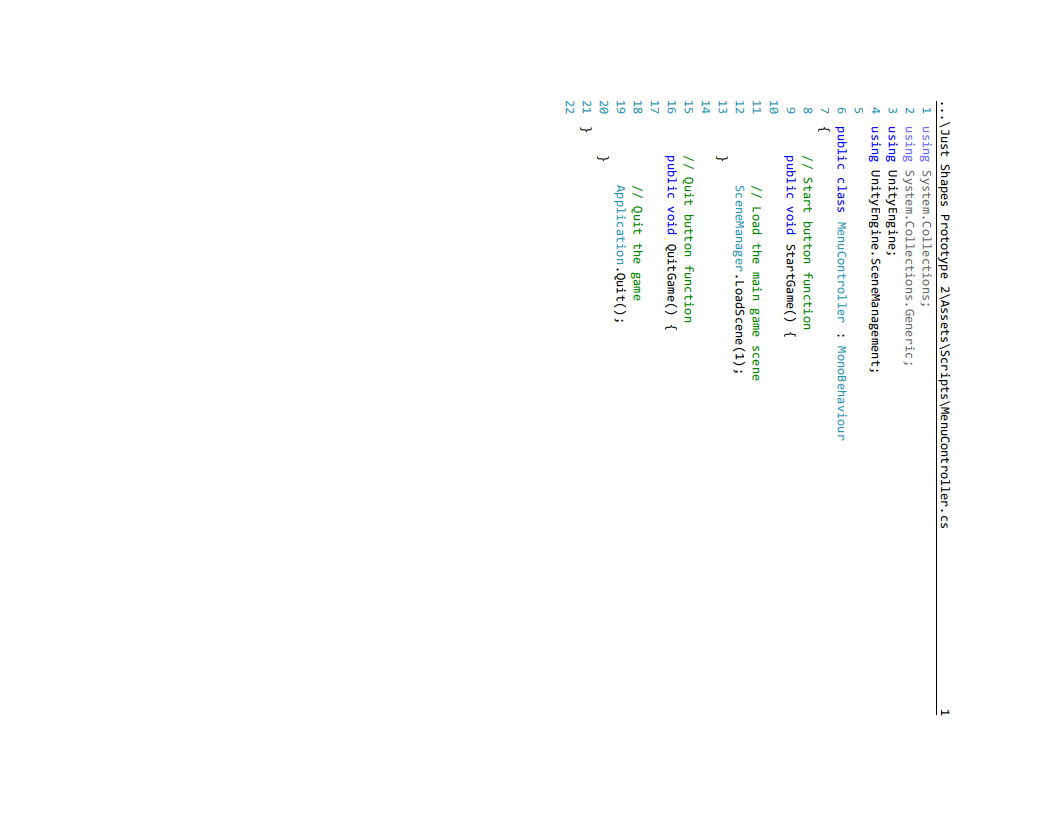 ...\Just Shapes Prototype 2\Assets\Scripts\MenuController.cs 1
1 using System.Collections;
2 using System.Collections.Generic;
3 using UnityEngine;
4 using UnityEngine.SceneManagement;
5
6 public class MenuController : MonoBehaviour
7 {
8     // Start button function
9     public void StartGame() {
10
11         // Load the main game scene
12         SceneManager.LoadScene(1);
13     }
14
15     // Quit button function
16     public void QuitGame() {
17
18         // Quit the game
19         Application.Quit();
20     }
21 }
22